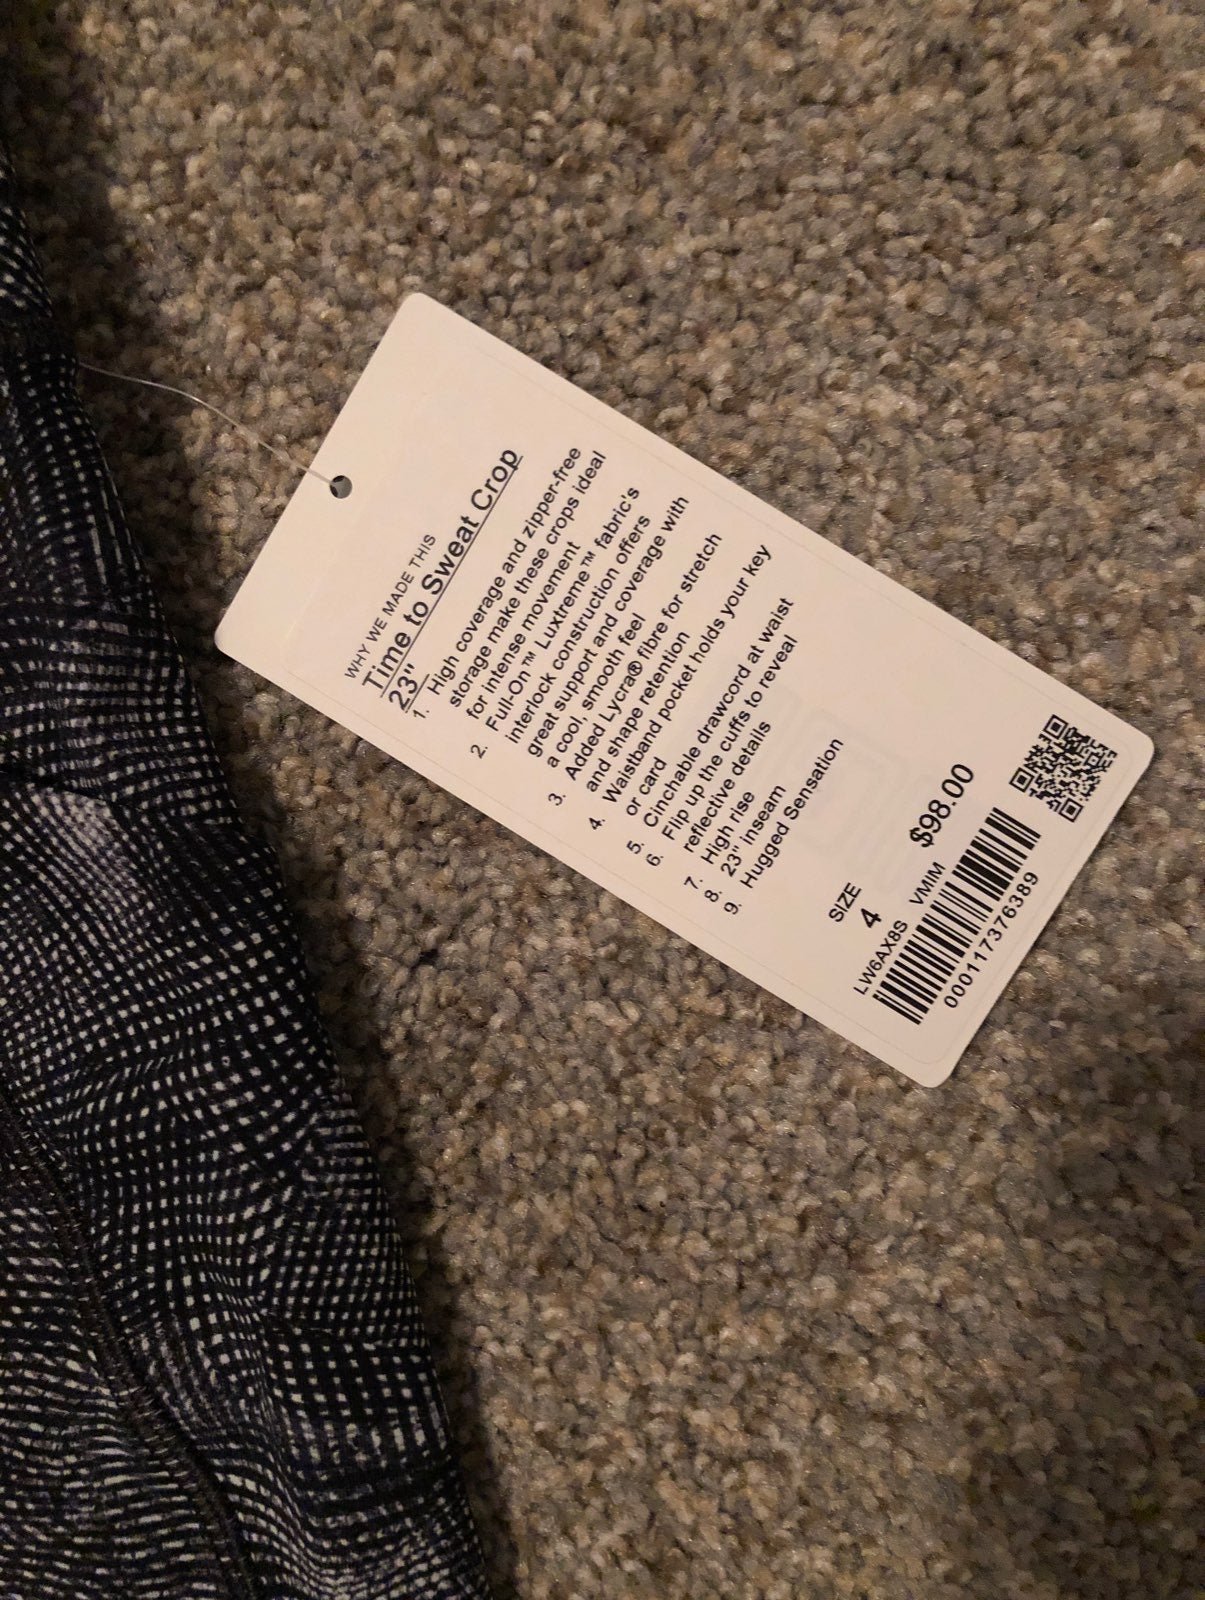 WHY WE MADE THIS
Time to Sweat Crop
23"
1. High coverage and zipper-free
storage make these crops ideal
for intense movement
2. Full-On™ Luxtreme™ fabric's
interlock construction offers
great support and coverage with
a cool, smooth feel
3. Added Lycra® fibre for stretch
and shape retention
4. Waistband pocket holds your key
or card
5. Cinchable drawcord at waist
6. Flip up the cuffs to reveal
reflective details
7. High rise
8. 23" Inseam
9. Hugged Sensation
SIZE
4
$98.00
LW6AX8S VMIM
000117376389